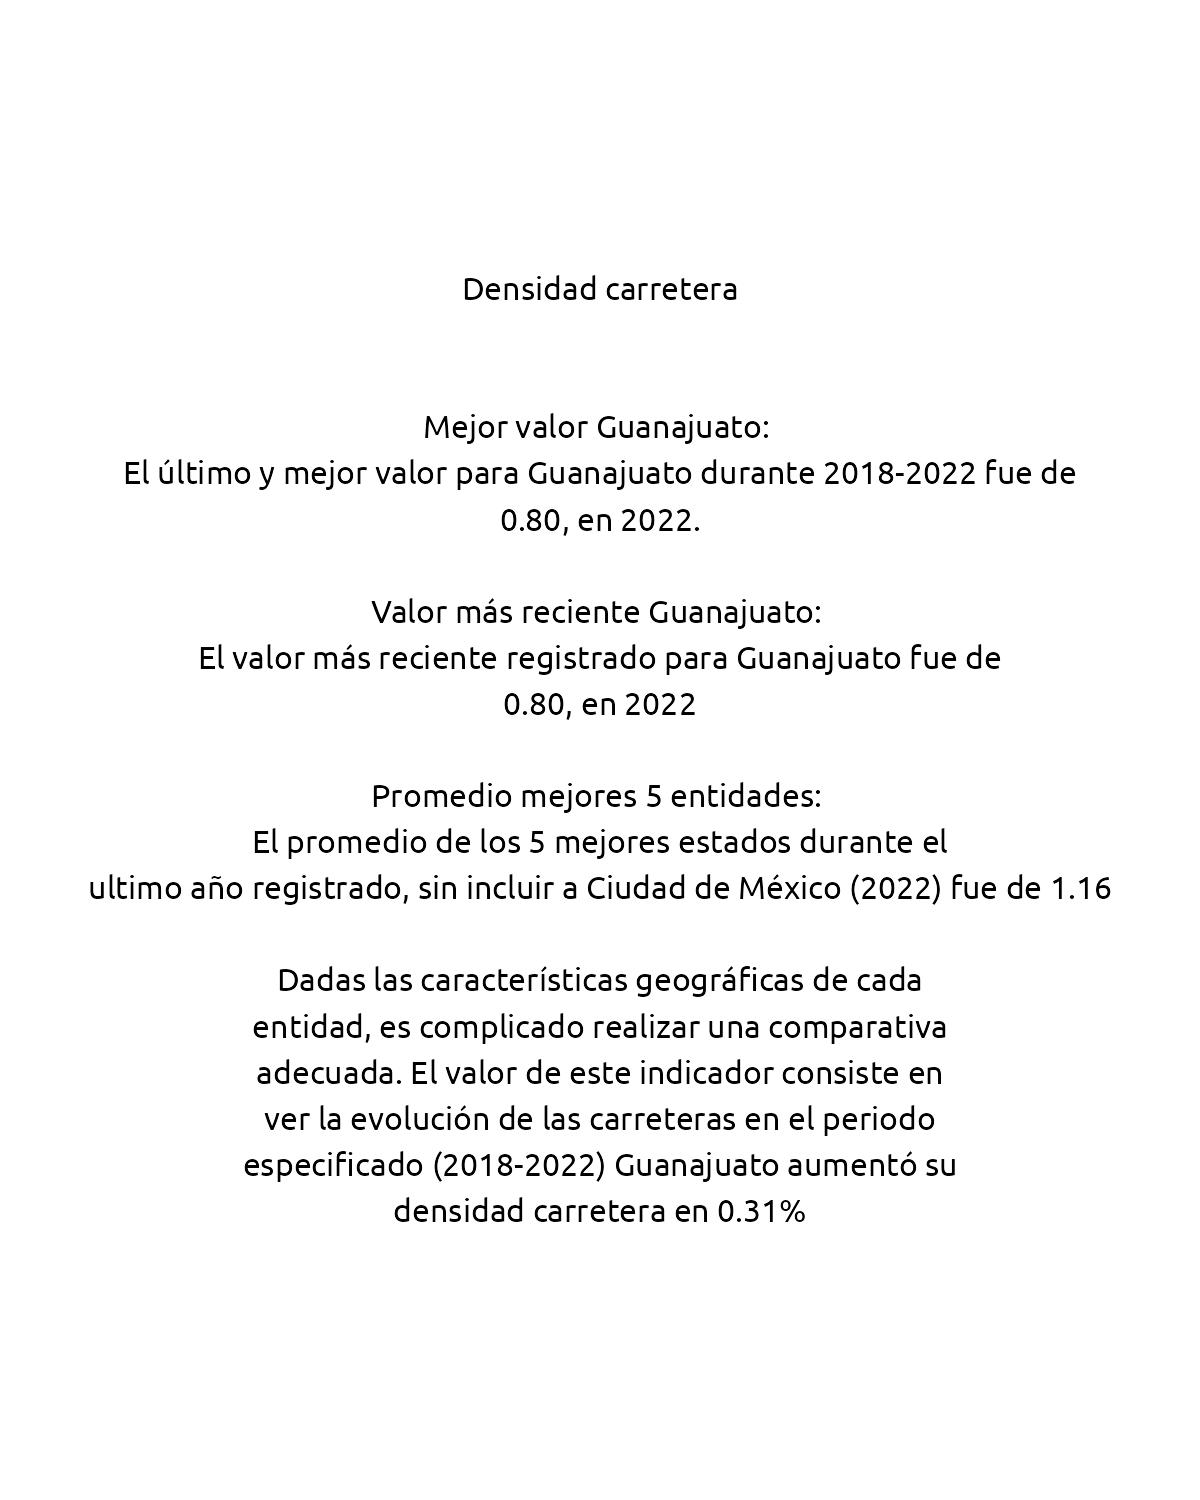 Densidad carretera
Mejor valor Guanajuato:
El último y mejor valor para Guanajuato durante 2018-2022 fue de
0.80, en 2022.
Valor más reciente Guanajuato:
El valor más reciente registrado para Guanajuato fue de
0.80, en 2022
Promedio mejores 5 entidades:
El promedio de los 5 mejores estados durante el
ultimo año registrado, sin incluir a Ciudad de México (2022) fue de 1.16
Dadas las características geográficas de cada
entidad, es complicado realizar una comparativa
adecuada. El valor de este indicador consiste en
ver la evolución de las carreteras en el periodo
especificado (2018-2022) Guanajuato aumentó su
densidad carretera en 0.31%